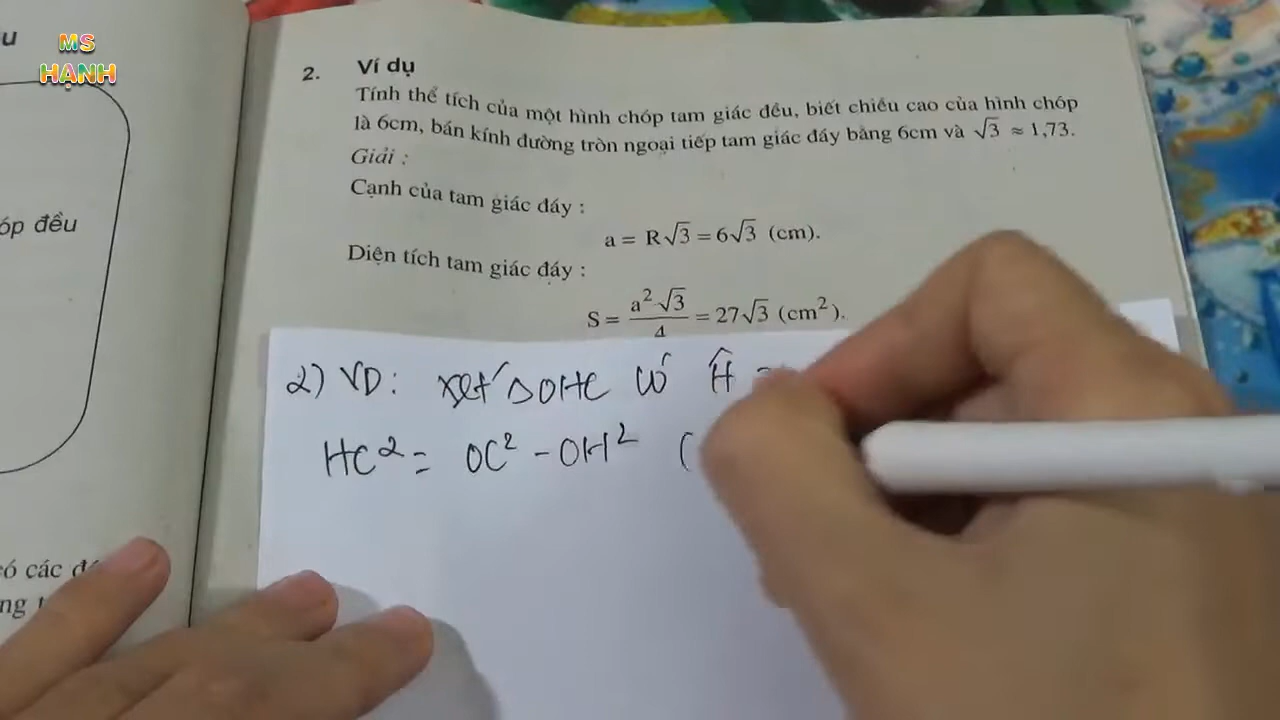 u
MS
HẠNH
óp đều
ó các
ng
2. Ví dụ
Tính thể tích của một hình chóp tam giác đều, biết chiều cao của hình chóp
là 6cm, bán kính đường tròn ngoại tiếp tam giác đáy bằng 6cm và √3 ≈ 1,73.
Giải :
Cạnh của tam giác đáy :
a = R√3 = 6√3 (cm).
Diện tích tam giác đáy :
S = a²√3/4 = 27√3 (cm²).
2) VD: Xét ΔOHC có Ĥ =
HC² = OC² - OH² (